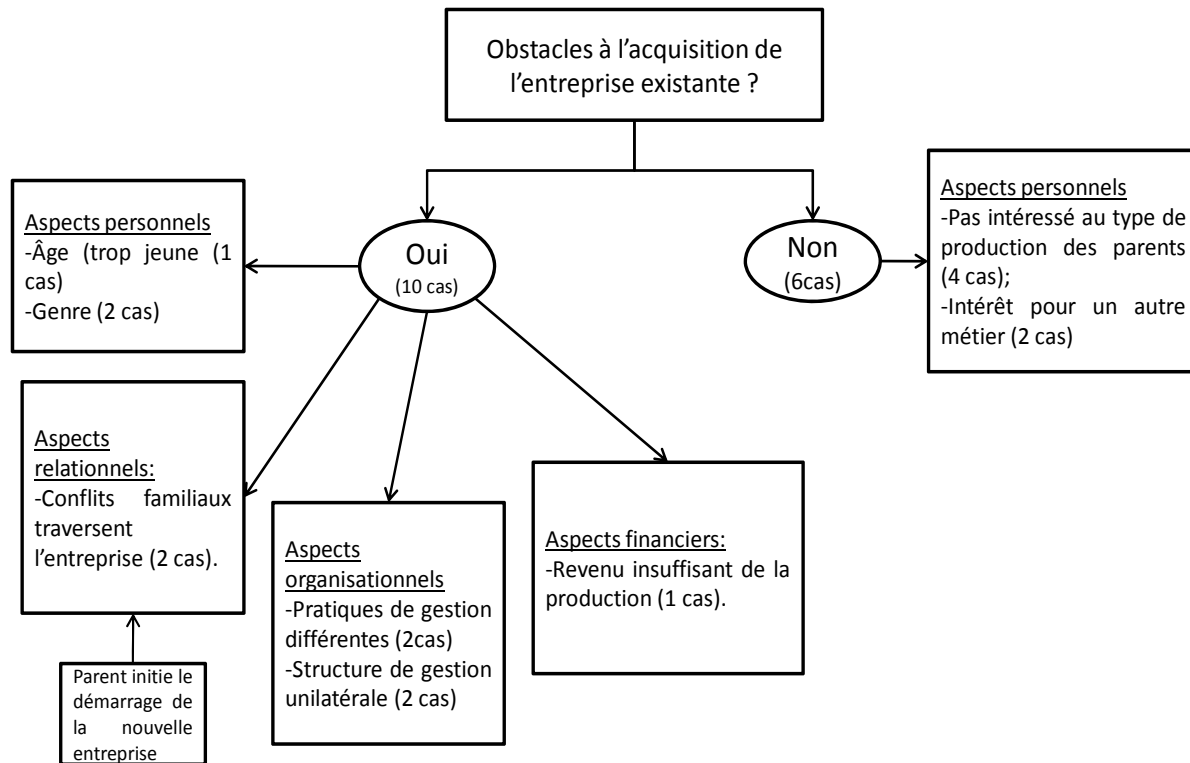 Obstacles à l'acquisition de
l'entreprise existante ?
Aspects personnels
-Âge (trop jeune (1
cas)
-Genre (2 cas)
Oui
(10 cas)
Non
(6cas)
Aspects personnels
-Pas intéressé au type de
production des parents
(4 cas);
-Intérêt pour un autre
métier (2 cas)
Aspects
relationnels:
-Conflits familiaux
traversent
l'entreprise (2 cas).
Aspects
organisationnels
-Pratiques de gestion
différentes (2cas)
-Structure de gestion
unilatérale (2 cas)
Aspects financiers:
-Revenu insuffisant de la
production (1 cas).
Parent initie le
démarrage de
la nouvelle
entreprise